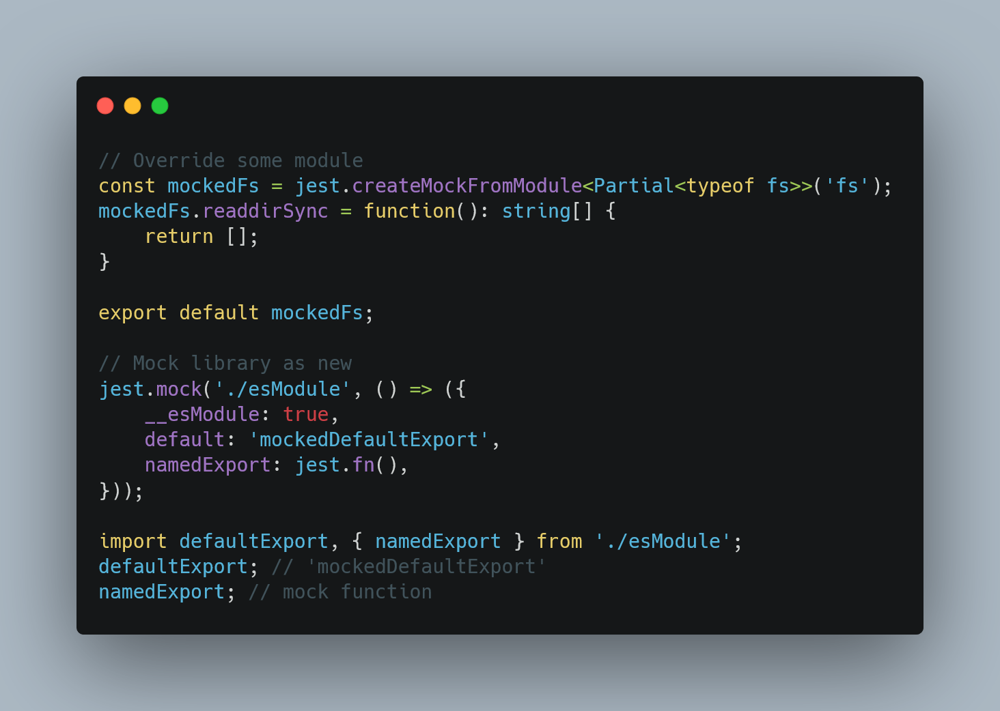 // Override some module
const mockedFs = jest.createMockFromModule<Partial<typeof fs>>('fs');
mockedFs.readdirSync = function(): string[] {
    return [];
}

export default mockedFs;

// Mock library as new
jest.mock('./esModule', () => ({
    __esModule: true,
    default: 'mockedDefaultExport',
    namedExport: jest.fn(),
}));

import defaultExport, { namedExport } from './esModule';
defaultExport; // 'mockedDefaultExport'
namedExport; // mock function